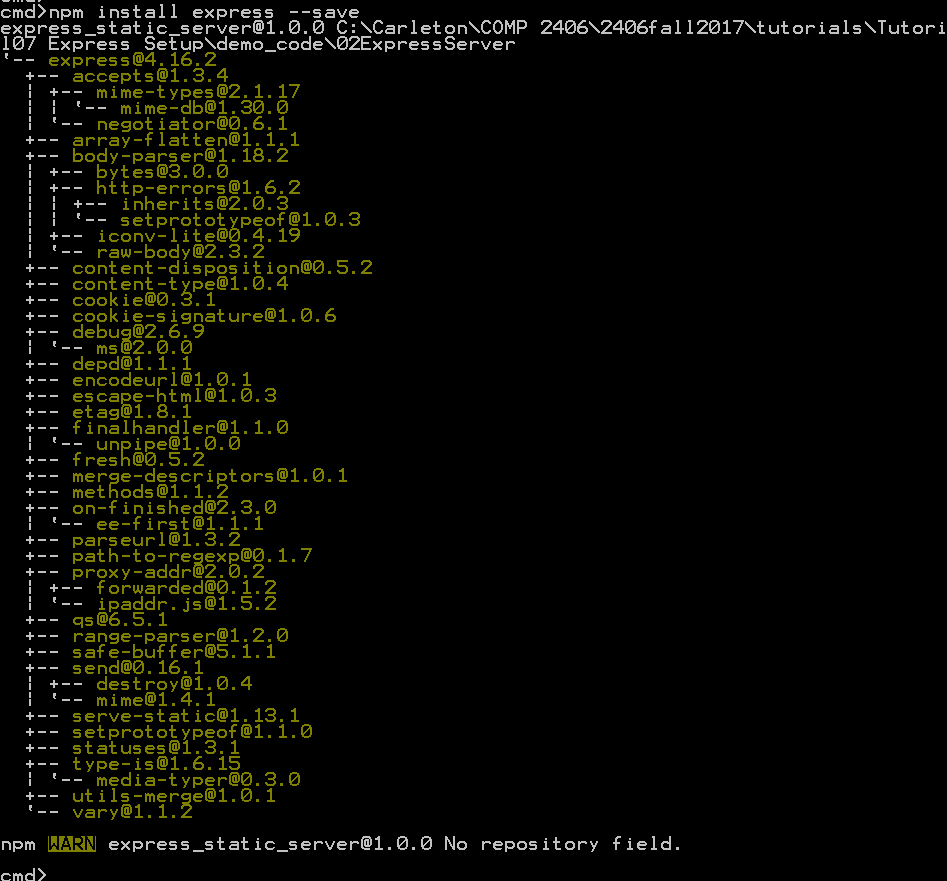 cmd>npm install express --save
express_static_server@1.0.0 C:\Carleton\COMP 2406\2406fall2017\tutorials\Tutori
l07 Express Setup\demo_code\02ExpressServer
`-- express@4.16.2
  +-- accepts@1.3.4
  | +-- mime-types@2.1.17
  | | `-- mime-db@1.30.0
  | `-- negotiator@0.6.1
  +-- array-flatten@1.1.1
  +-- body-parser@1.18.2
  | +-- bytes@3.0.0
  | +-- http-errors@1.6.2
  | | +-- inherits@2.0.3
  | | `-- setprototypeof@1.0.3
  | +-- iconv-lite@0.4.19
  | `-- raw-body@2.3.2
  +-- content-disposition@0.5.2
  +-- content-type@1.0.4
  +-- cookie@0.3.1
  +-- cookie-signature@1.0.6
  +-- debug@2.6.9
  | `-- ms@2.0.0
  +-- depd@1.1.1
  +-- encodeurl@1.0.1
  +-- escape-html@1.0.3
  +-- etag@1.8.1
  +-- finalhandler@1.1.0
  | `-- unpipe@1.0.0
  +-- fresh@0.5.2
  +-- merge-descriptors@1.0.1
  +-- methods@1.1.2
  +-- on-finished@2.3.0
  | `-- ee-first@1.1.1
  +-- parseurl@1.3.2
  +-- path-to-regexp@0.1.7
  +-- proxy-addr@2.0.2
  | +-- forwarded@0.1.2
  | `-- ipaddr.js@1.5.2
  +-- qs@6.5.1
  +-- range-parser@1.2.0
  +-- safe-buffer@5.1.1
  +-- send@0.16.1
  | +-- destroy@1.0.4
  | `-- mime@1.4.1
  +-- serve-static@1.13.1
  +-- setprototypeof@1.1.0
  +-- statuses@1.3.1
  +-- type-is@1.6.15
  | `-- media-typer@0.3.0
  +-- utils-merge@1.0.1
  `-- vary@1.1.2
npm WARN express_static_server@1.0.0 No repository field.
cmd>